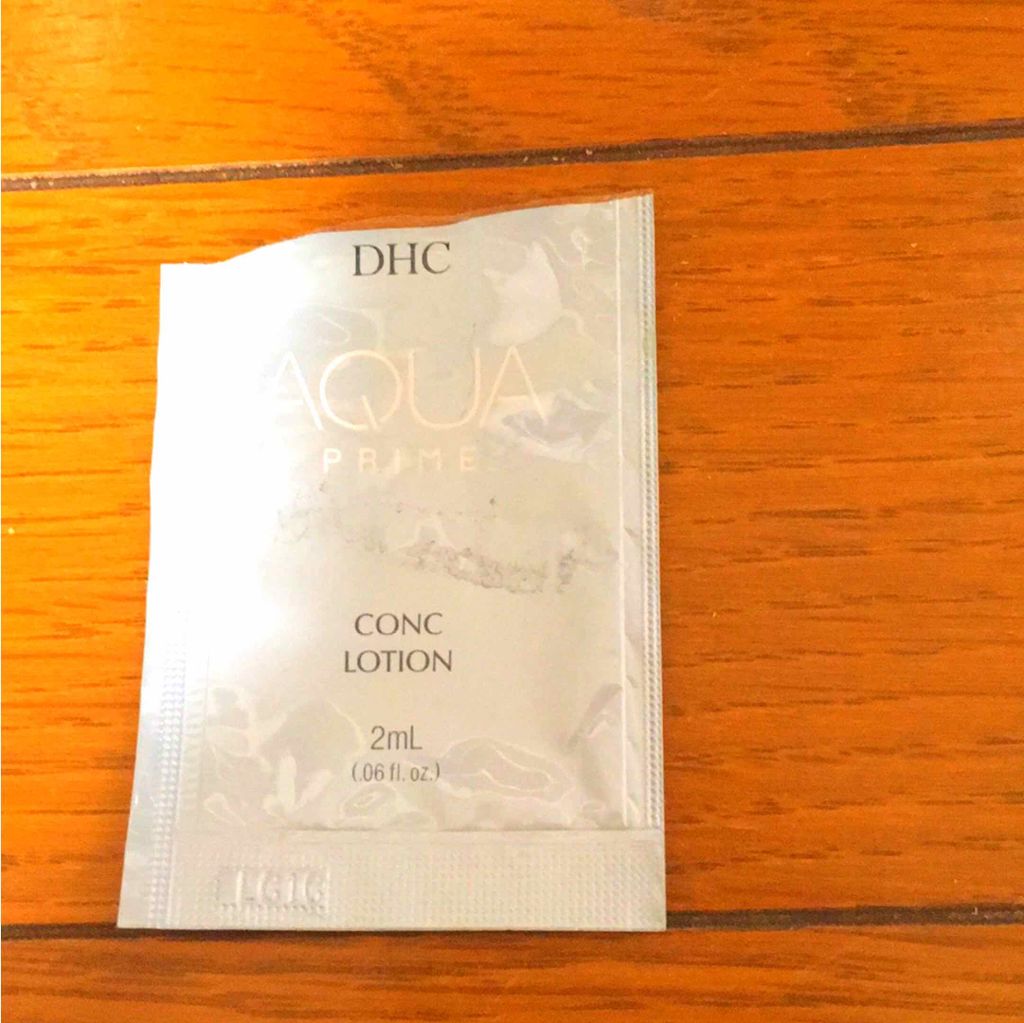 DHC
AQUA
PRIME
CONC
LOTION
2mL
(.06 fl. oz.)